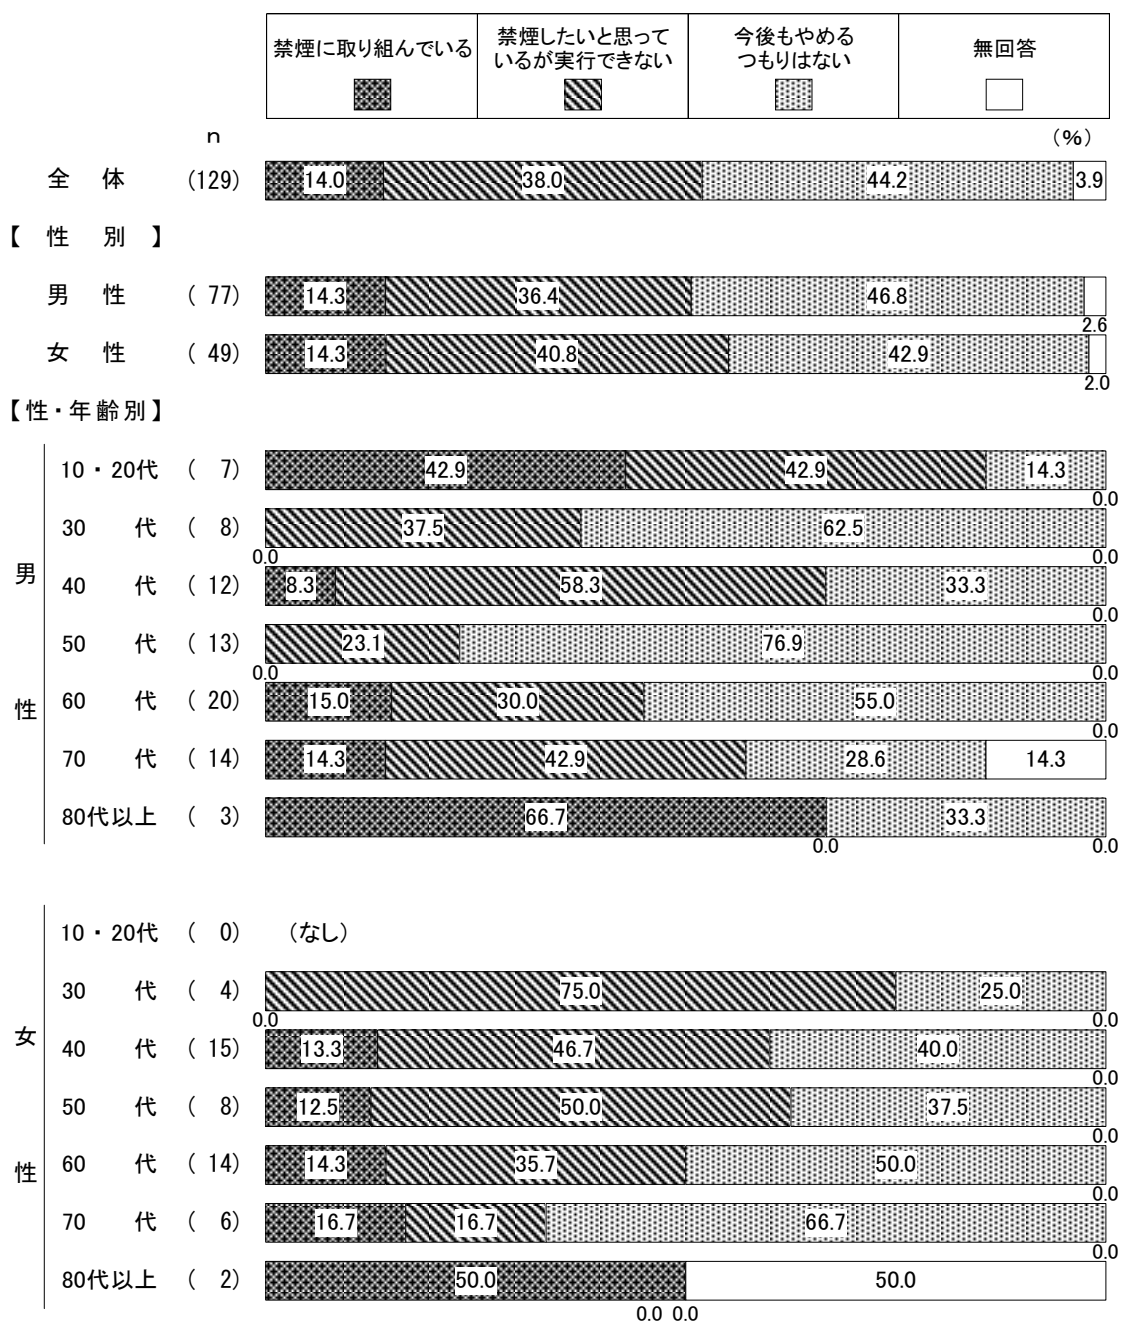 禁煙に取り組んでいる
禁煙したいと思って
いるが実行できない
今後もやめる
つもりはない
無回答
n
(%)
全 体 (129) 14.0 38.0 44.2 3.9
【 性 別 】
男 性 ( 77) 14.3 36.4 46.8 2.6
女 性 ( 49) 14.3 40.8 42.9 2.0
【性・年齢別】
男性
10・20代 ( 7) 42.9 42.9 14.3 0.0
30 代 ( 8) 0.0 37.5 62.5 0.0
40 代 ( 12) 8.3 58.3 33.3 0.0
50 代 ( 13) 0.0 23.1 76.9 0.0
60 代 ( 20) 15.0 30.0 55.0 0.0
70 代 ( 14) 14.3 42.9 28.6 14.3
80代以上 ( 3) 66.7 0.0 33.3 0.0
女性
10・20代 ( 0) (なし)
30 代 ( 4) 0.0 75.0 25.0 0.0
40 代 ( 15) 13.3 46.7 40.0 0.0
50 代 ( 8) 12.5 50.0 37.5 0.0
60 代 ( 14) 14.3 35.7 50.0 0.0
70 代 ( 6) 16.7 16.7 66.7 0.0
80代以上 ( 2) 50.0 0.0 0.0 50.0